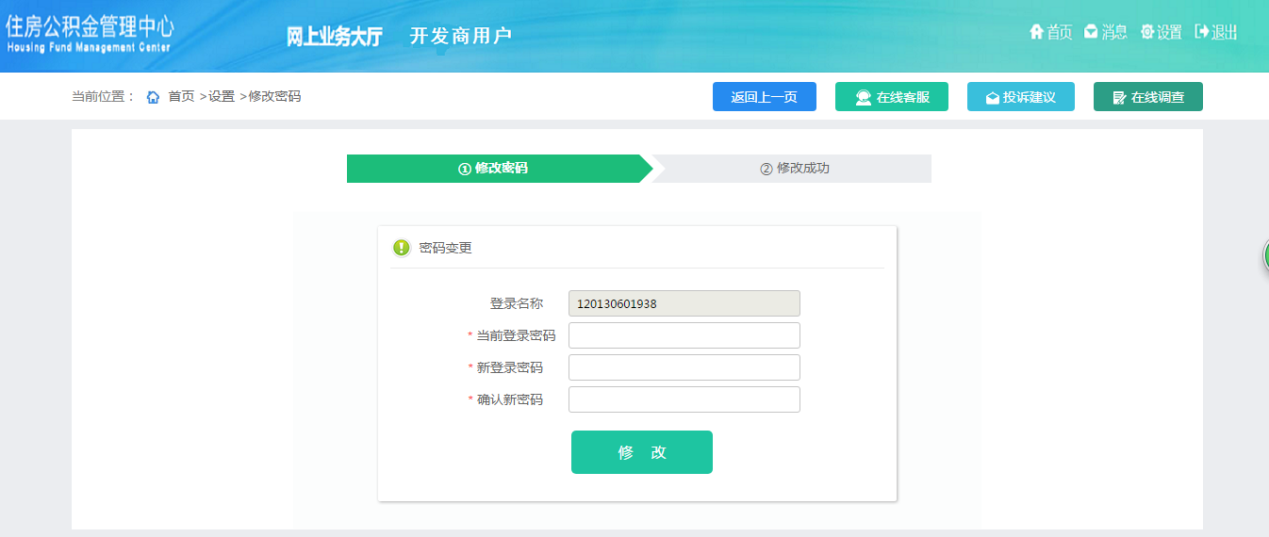 住房公积金管理中心
Housing Fund Management Center
网上业务大厅 开发商用户
首页 消息 设置 退出
当前位置： 首页 >设置 >修改密码
返回上一页 在线客服 投诉建议 在线调查
① 修改密码 ② 修改成功
密码变更
登录名称 120130601938
* 当前登录密码
* 新登录密码
* 确认新密码
修 改